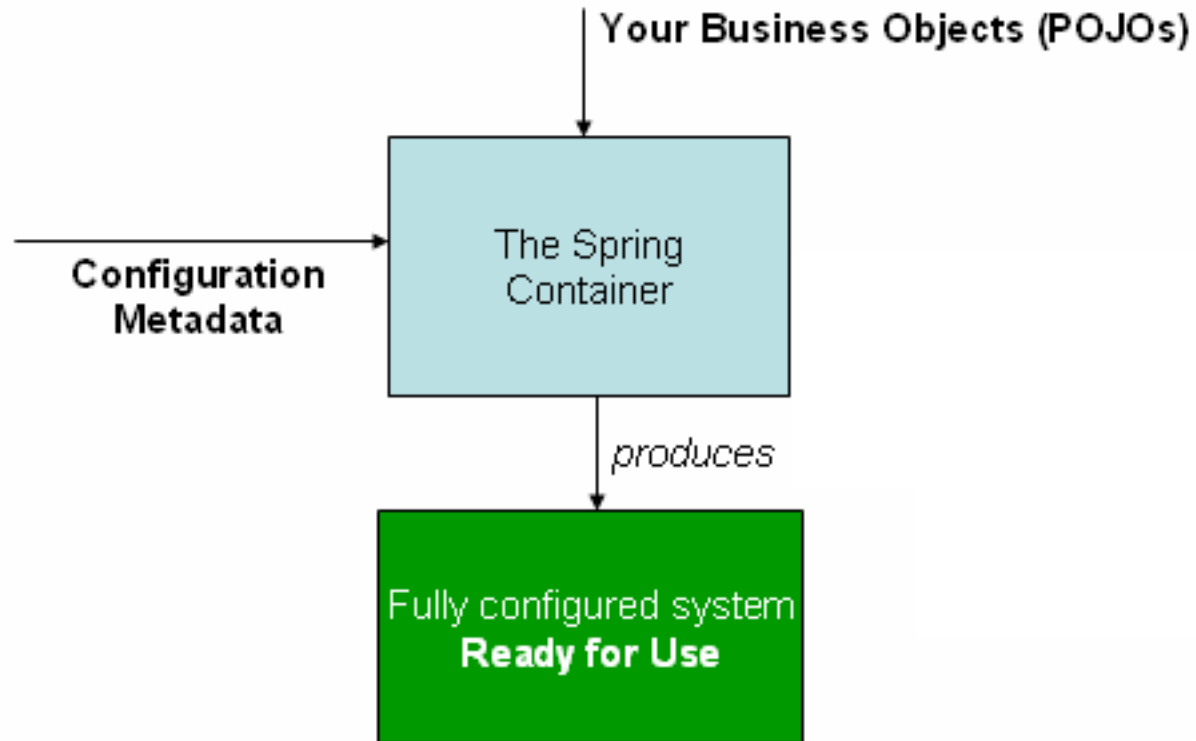 Your Business Objects (POJOs)
The Spring
Container
Configuration
Metadata
produces
Fully configured system
Ready for Use